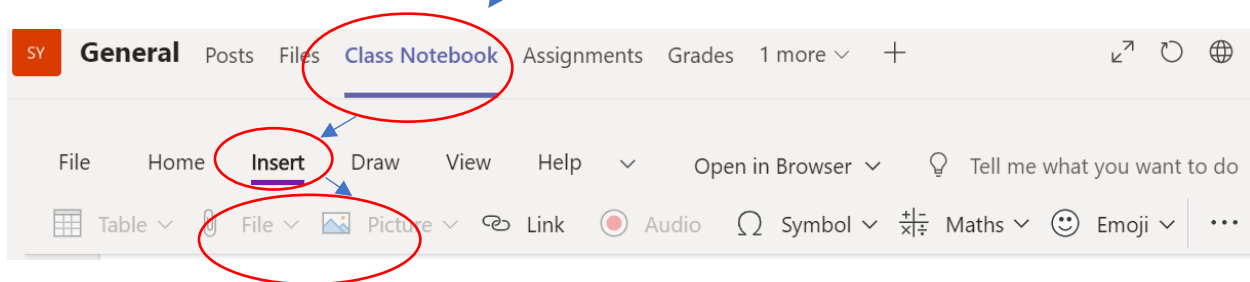 SY General Posts Files Class Notebook Assignments Grades 1 more
File Home Insert Draw View Help Open in Browser Tell me what you want to do
Table File Picture Link Audio Symbol Maths Emoji ...